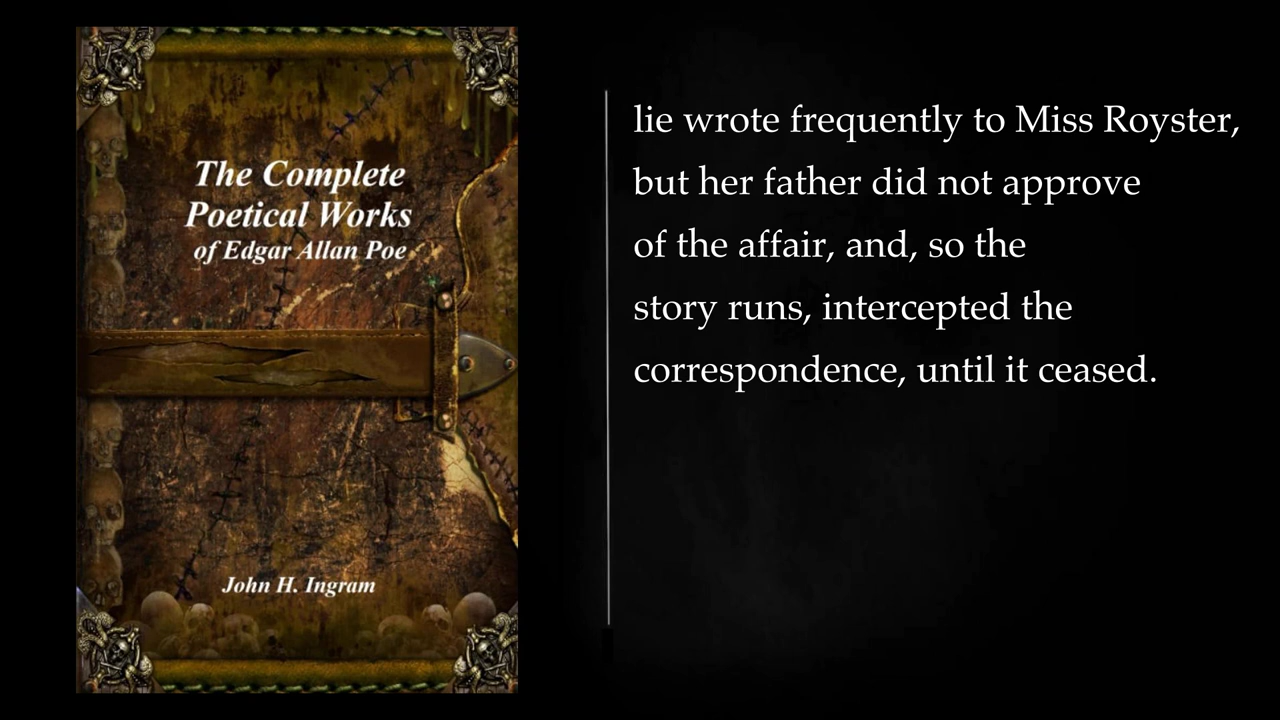 The Complete
Poetical Works
of Edgar Allan Poe
John H. Ingram
lie wrote frequently to Miss Royster,
but her father did not approve
of the affair, and, so the
story runs, intercepted the
correspondence, until it ceased.